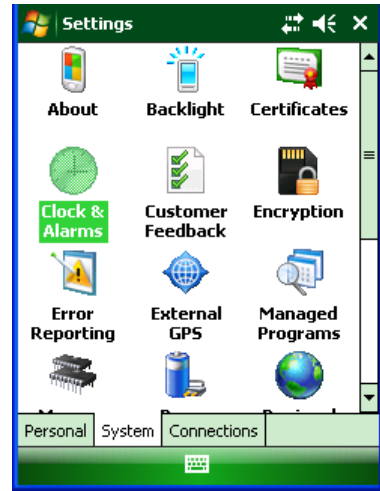 Settings
About
Backlight
Certificates
Clock &
Alarms
Customer
Feedback
Encryption
Error
Reporting
External
GPS
Managed
Programs
Personal
System
Connections